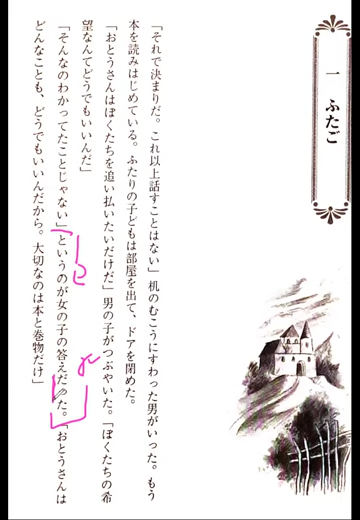 一 ふたご
「それで決まりだ。これ以上話すことはない」机のむこうにすわった男がいった。もう
本を読みはじめている。ふたりの子どもは部屋を出て、ドアを閉めた。
「おとうさんはぼくたちを追い払いたいだけだ」男の子がつぶやいた。「ぼくたちの希
望なんてどうでもいいんだ」
「そんなのわかってたことじゃない」というのが女の子の答えだった。「おとうさんは
どんなことも、どうでもいいんだから。大切なのは本と巻物だけ」